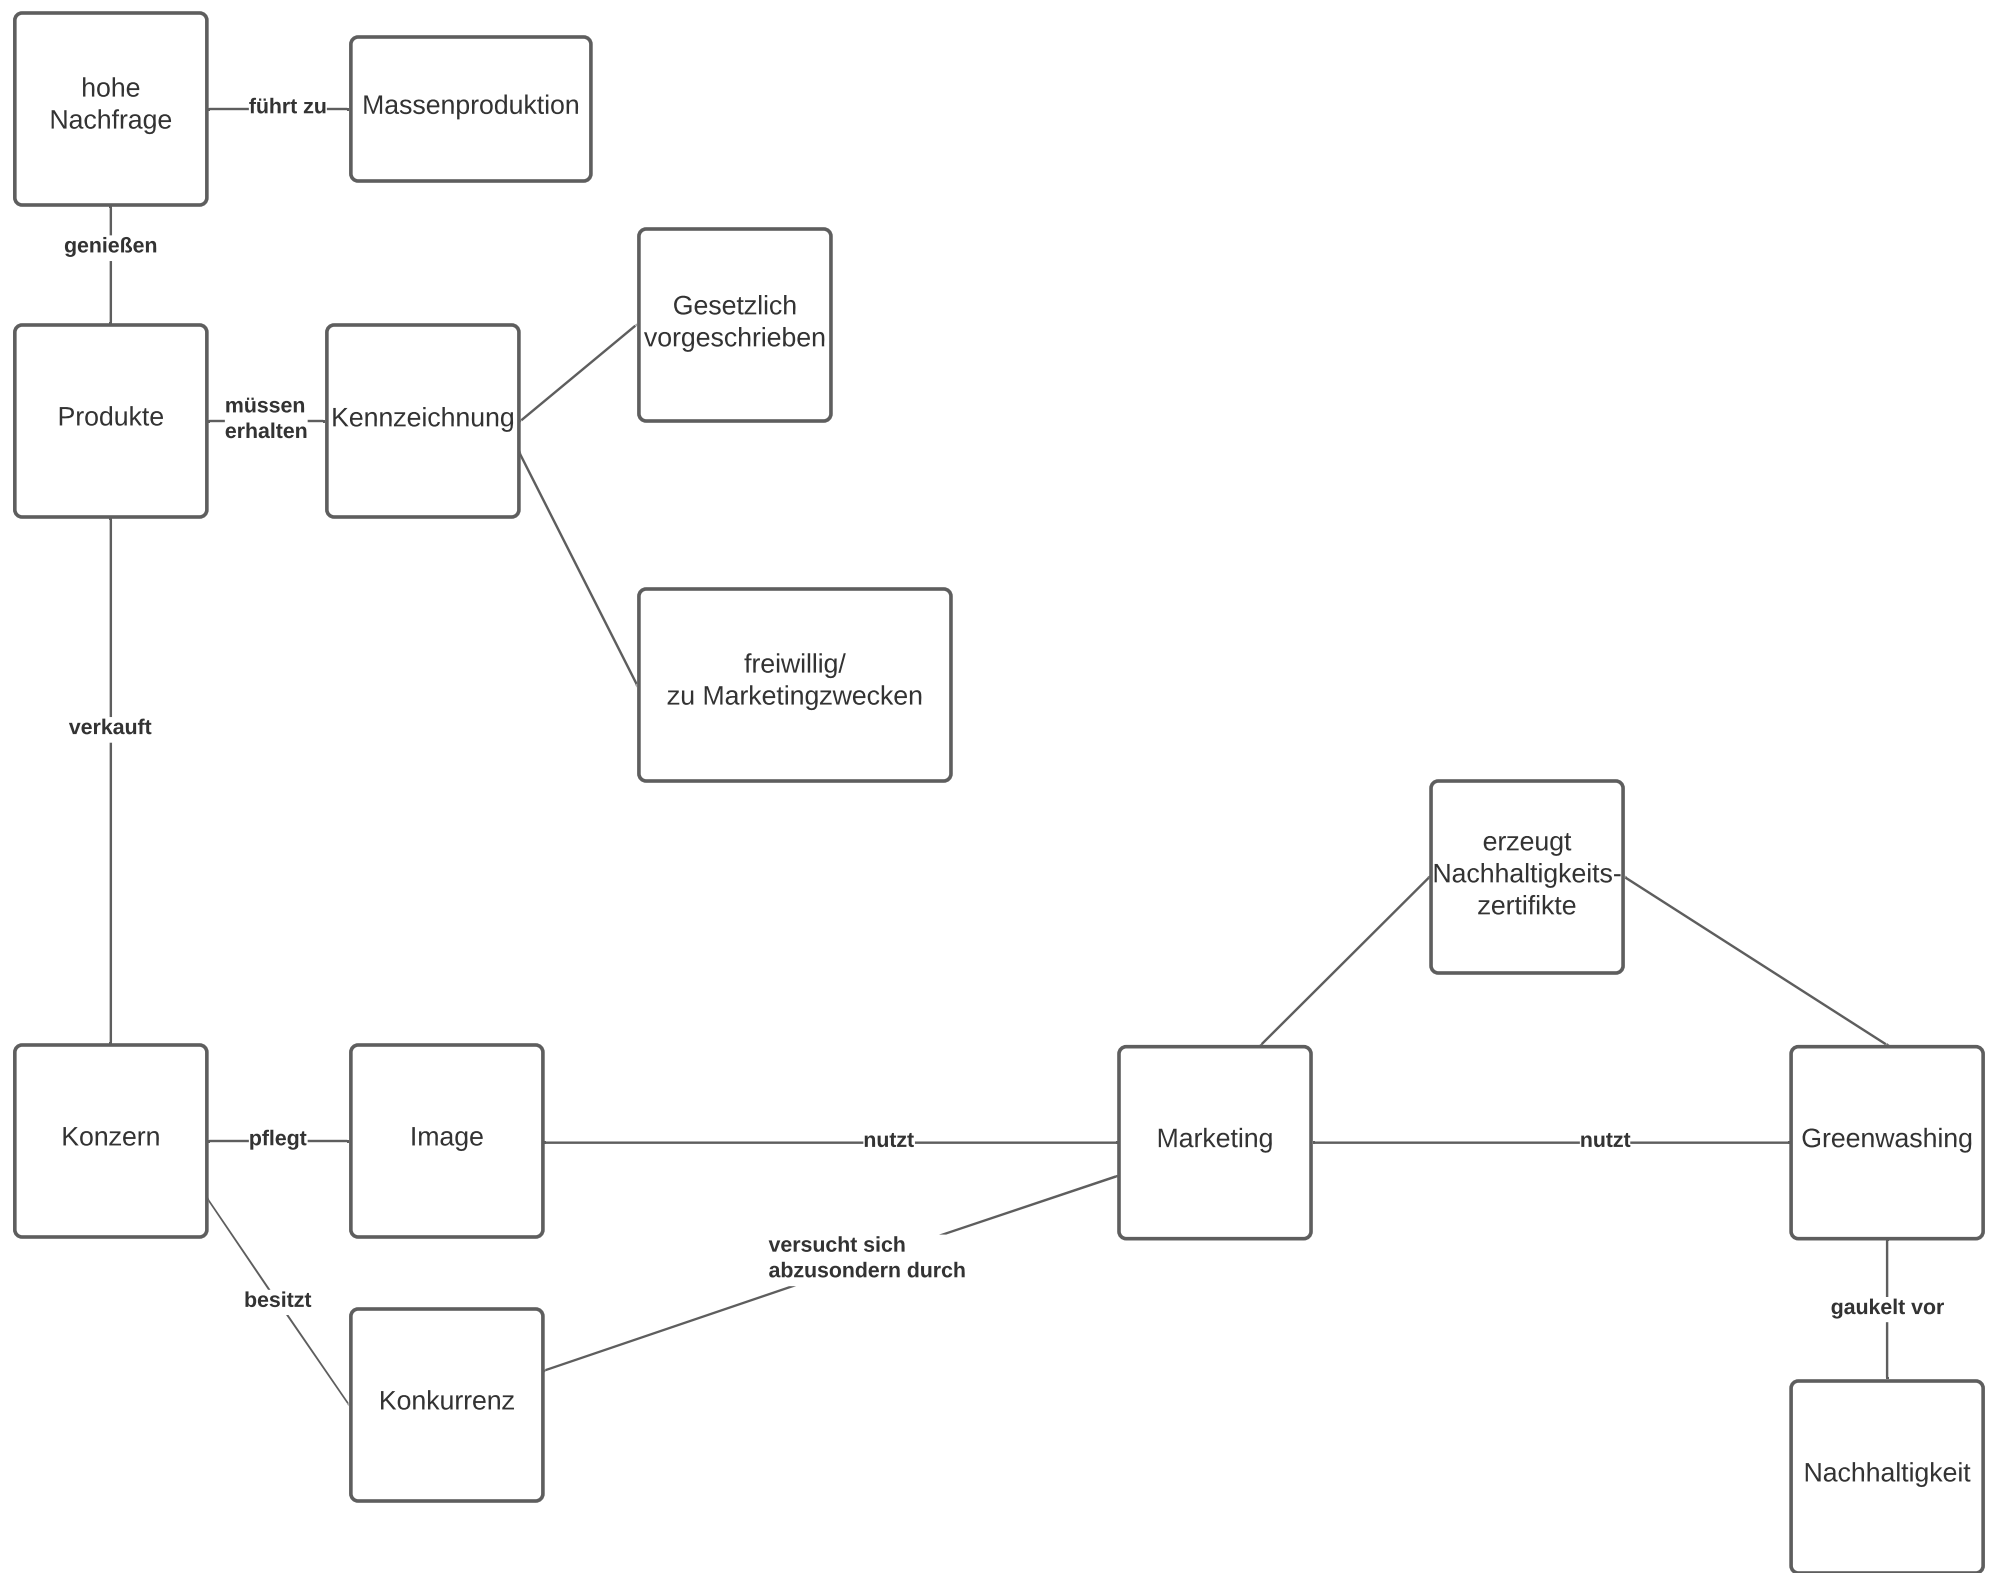 hohe
Nachfrage
führt zu
Massenproduktion
genießen
Gesetzlich
vorgeschrieben
Produkte
müssen
erhalten
Kennzeichnung
freiwillig/
zu Marketingzwecken
verkauft
erzeugt
Nachhaltigkeits-
zertifikte
Konzern
pflegt
Image
nutzt
Marketing
nutzt
Greenwashing
versucht sich
abzusondern durch
besitzt
gaukelt vor
Konkurrenz
Nachhaltigkeit